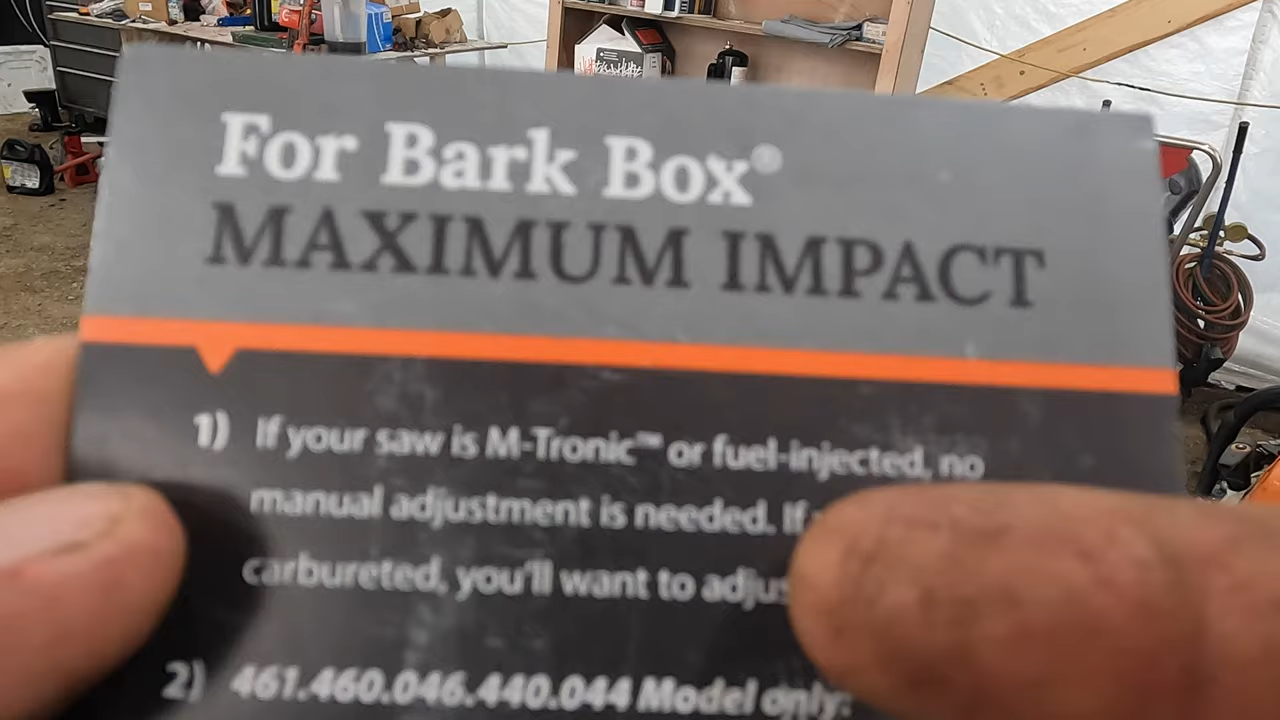 For Bark Box®
MAXIMUM IMPACT
1) If your saw is M-Tronic™ or fuel-injected, no
manual adjustment is needed. If
carbureted, you'll want to adjus
2) 461.460.046.440.044 Model only: